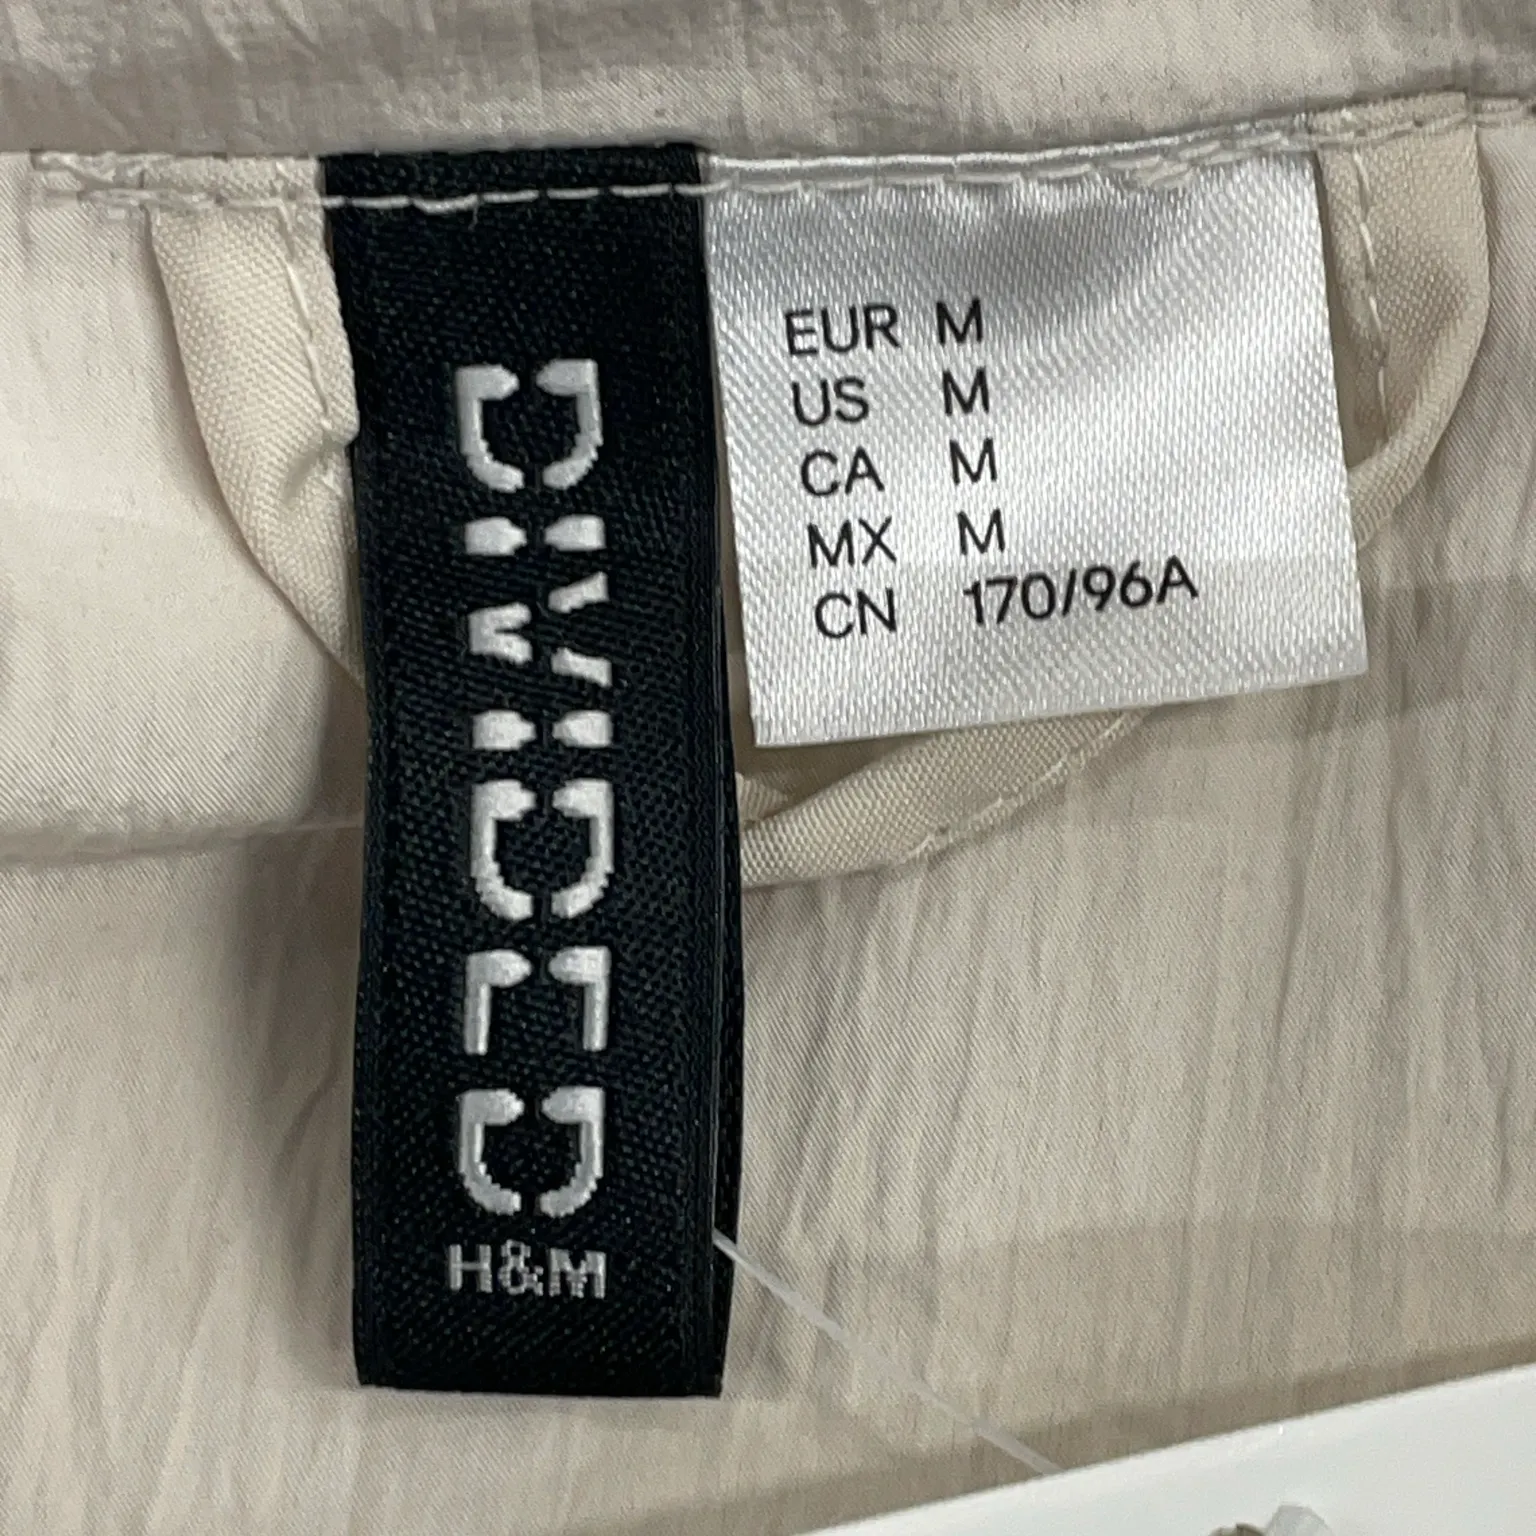 DIVIDED
H&M
EUR M
US M
CA M
MX M
CN 170/96A